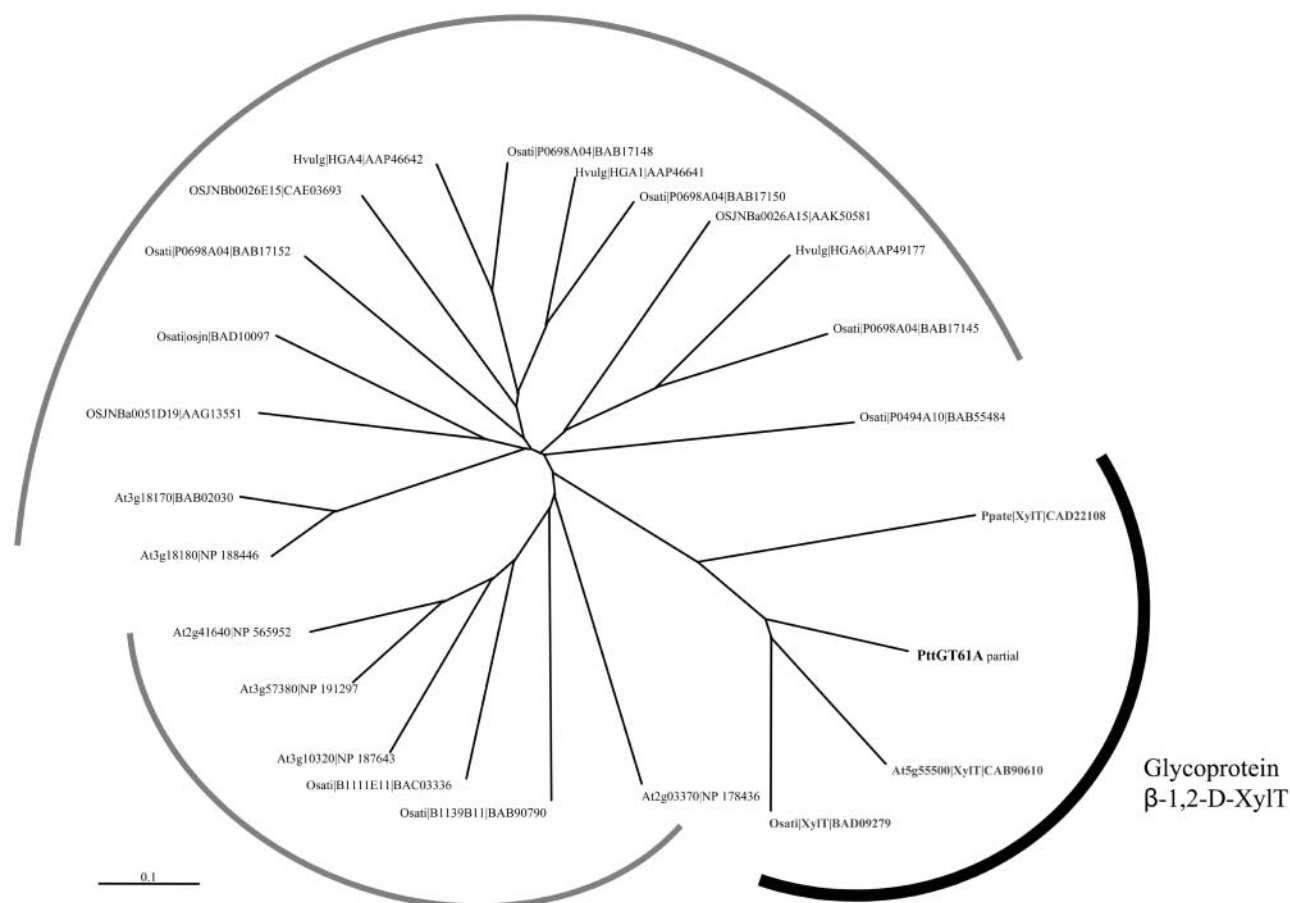 Osati|P0698A04|BAB17148
Hvulg|HGA4|AAP46642
Hvulg|HGA1|AAP46641
OSJNBb0026E15|CAE03693
Osati|P0698A04|BAB17150
OSJNBa0026A15|AAK50581
Osati|P0698A04|BAB17152
Hvulg|HGA6|AAP49177
Osati|osjn|BAD10097
Osati|P0698A04|BAB17145
OSJNBa0051D19|AAG13551
Osati|P0494A10|BAB55484
At3g18170|BAB02030
Ppate|XylT|CAD22108
At3g18180|NP 188446
At2g41640|NP 565952
PttGT61A partial
At3g57380|NP 191297
At3g10320|NP 187643
At5g55500|XylT|CAB90610
Glycoprotein
β-1,2-D-XylT
Osati|B1111E11|BAC03336
At2g03370|NP 178436
Osati|B1139B11|BAB90790
Osati|XylT|BAD09279
0.1